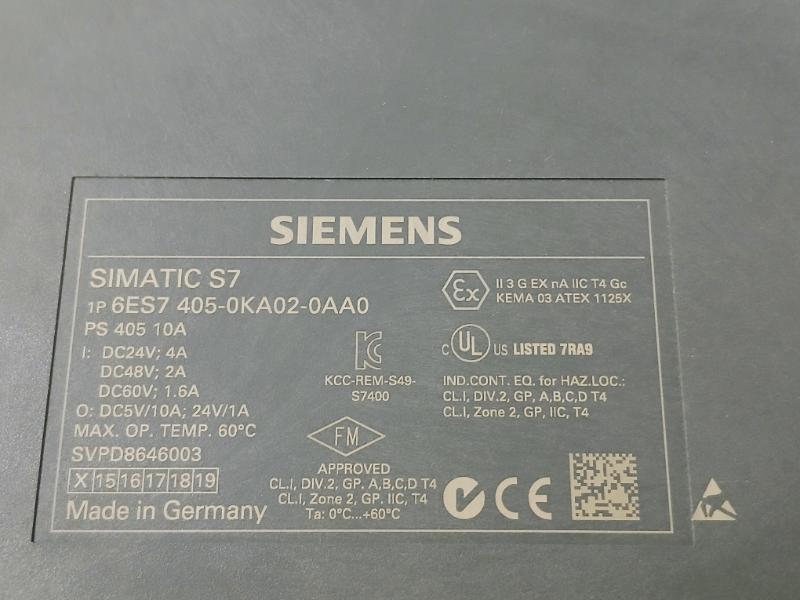 SIEMENS
SIMATIC S7
1P 6ES7 405-0KA02-0AA0
PS 405 10A
I: DC24V; 4A
DC48V; 2A
DC60V; 1.6A
O: DC5V/10A; 24V/1A
MAX. OP. TEMP. 60°C
SVPD8646003
X 15 16 17 18 19
Made in Germany
KCC-REM-S49-
S7400
FM
APPROVED
CL.I, DIV.2, GP. A,B,C,D T4
CL.I, Zone 2, GP. IIC, T4
Ta: 0°C...+60°C
Ex
II 3 G EX nA IIC T4 Gc
KEMA 03 ATEX 1125X
C UL US LISTED 7RA9
IND.CONT. EQ. for HAZ.LOC.:
CL.I, DIV.2, GP, A,B,C,D T4
CL.I, Zone 2, GP, IIC, T4
CE